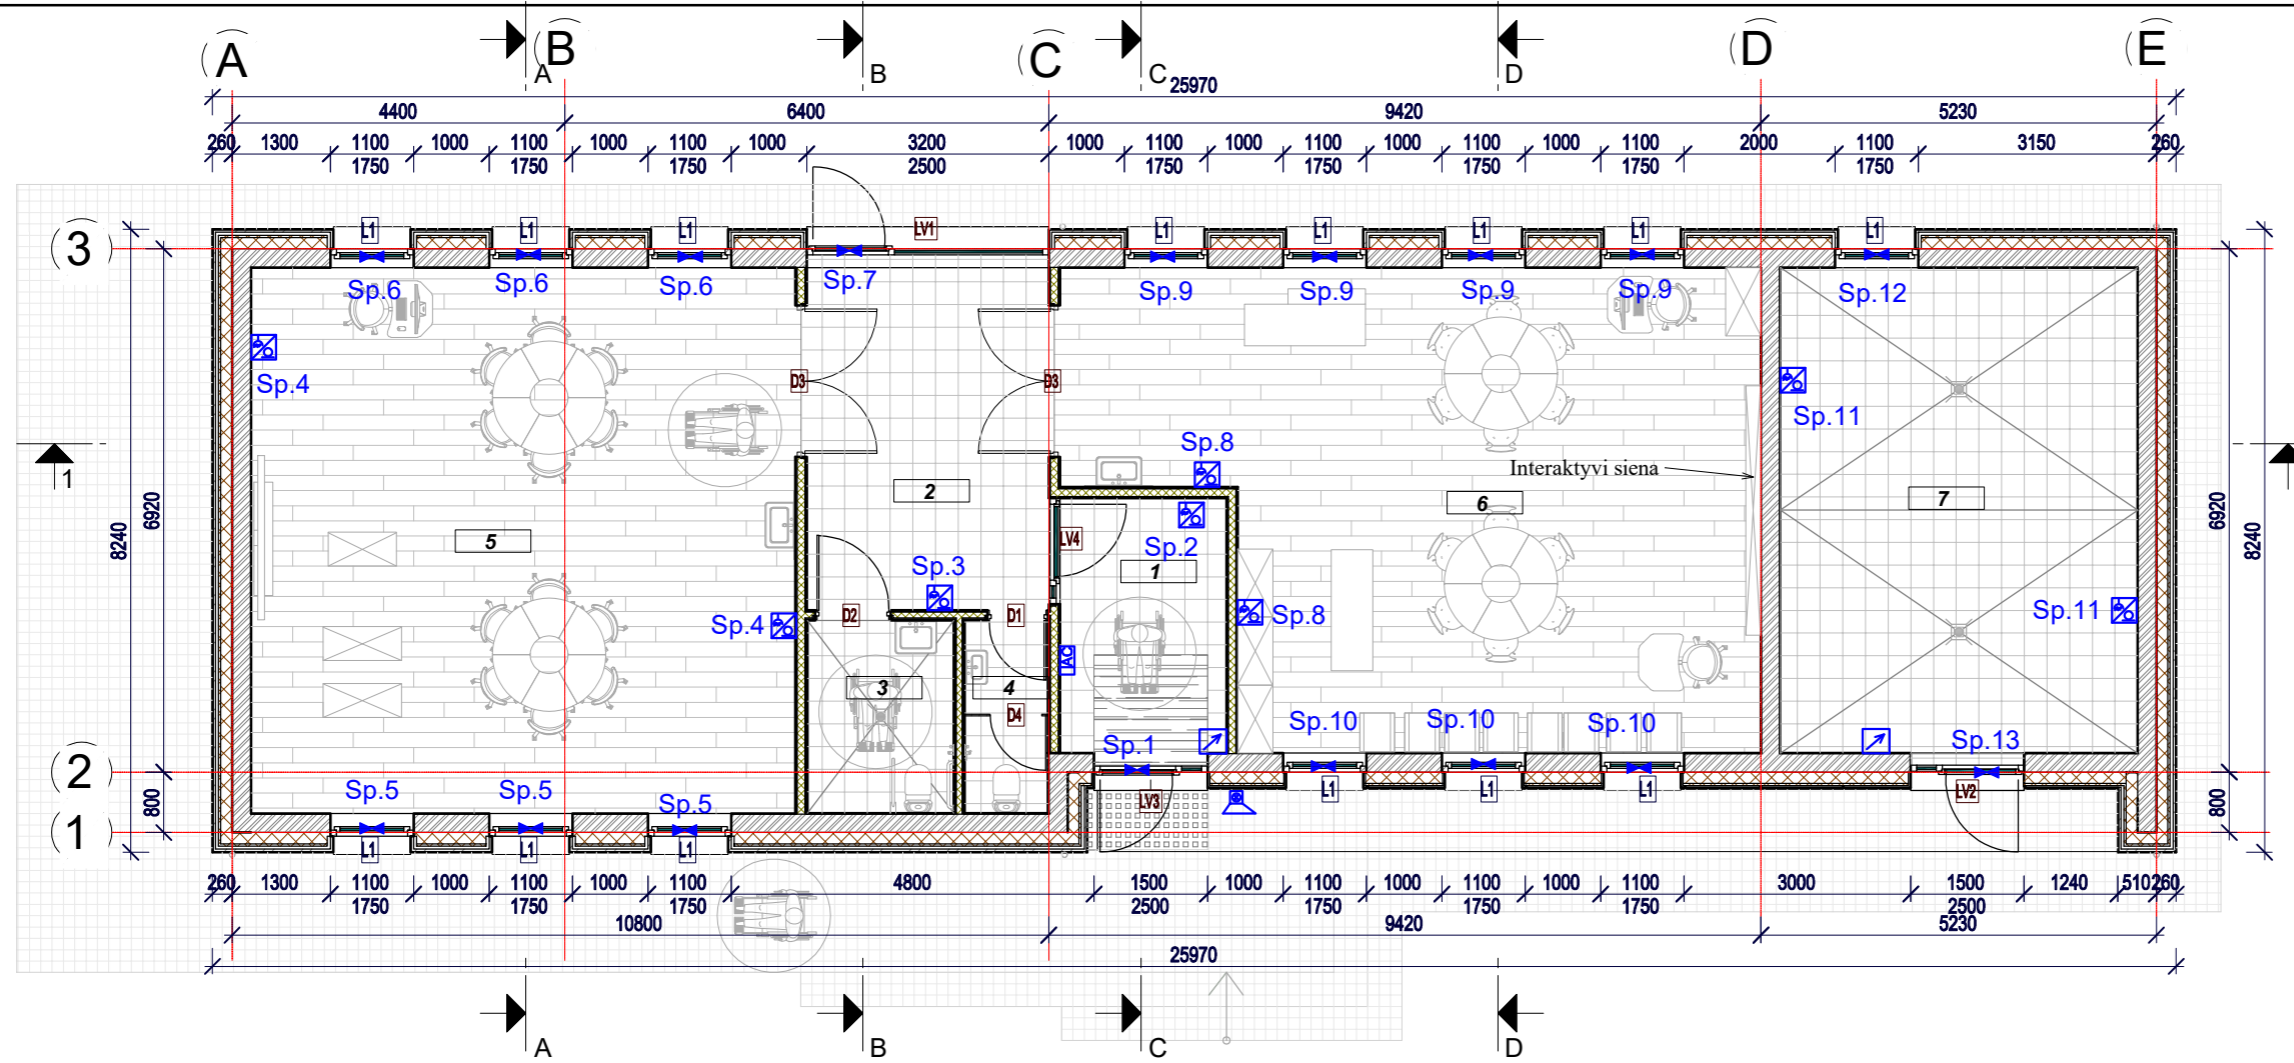 A B C D E
A B C D
25970
4400 6400 9420 5230
260 1300 1100 1000 1100 1000 1100 1000 3200 1000 1100 1000 1100 1000 1100 1000 1100 2000 1100 3150 260
1750 1750 1750 2500 1750 1750 1750 1750 1750
L1 L1 L1 LV1 L1 L1 L1 L1 L1
3
Sp.6 Sp.6 Sp.6 Sp.7 Sp.9 Sp.9 Sp.9 Sp.9 Sp.12
Sp.4 D3 D3 Sp.11
Sp.8
Interaktyvi siena
1
2 6 7
8240 6920 6920 8240
5 LV4 Sp.2
Sp.3 1
Sp.4 D2 D1 Sp.8 Sp.11
AC
3 4
D4 Sp.10 Sp.10 Sp.10
Sp.1 Sp.13
2
Sp.5 Sp.5 Sp.5 L1 L1 L1 LV2
800 LV3 800
1
L1 L1 L1
260 1300 1100 1000 1100 1000 1100 4800 1500 1000 1100 1000 1100 1000 1100 3000 1500 1240 510 260
1750 1750 1750 2500 1750 1750 1750 2500
10800 9420 5230
25970
A B C D